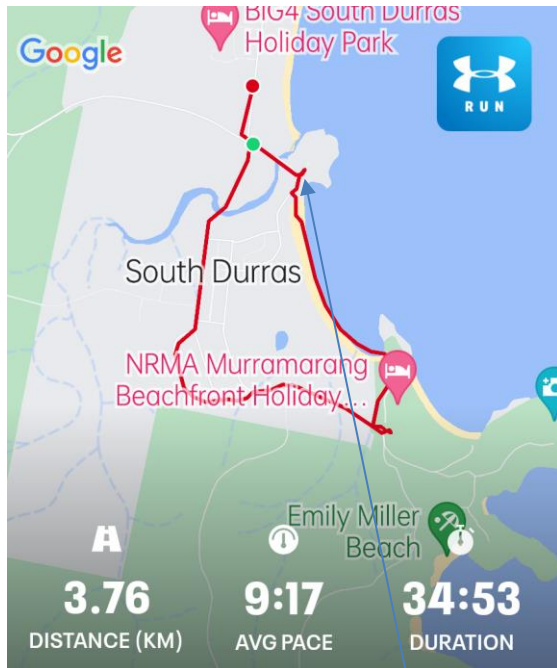 BIG4 South Durras
Holiday Park
Google
RUN
South Durras
NRMA Murramarang
Beachfront Holiday...
Emily Miller
Beach
3.76
9:17
34:53
DISTANCE (KM)
AVG PACE
DURATION